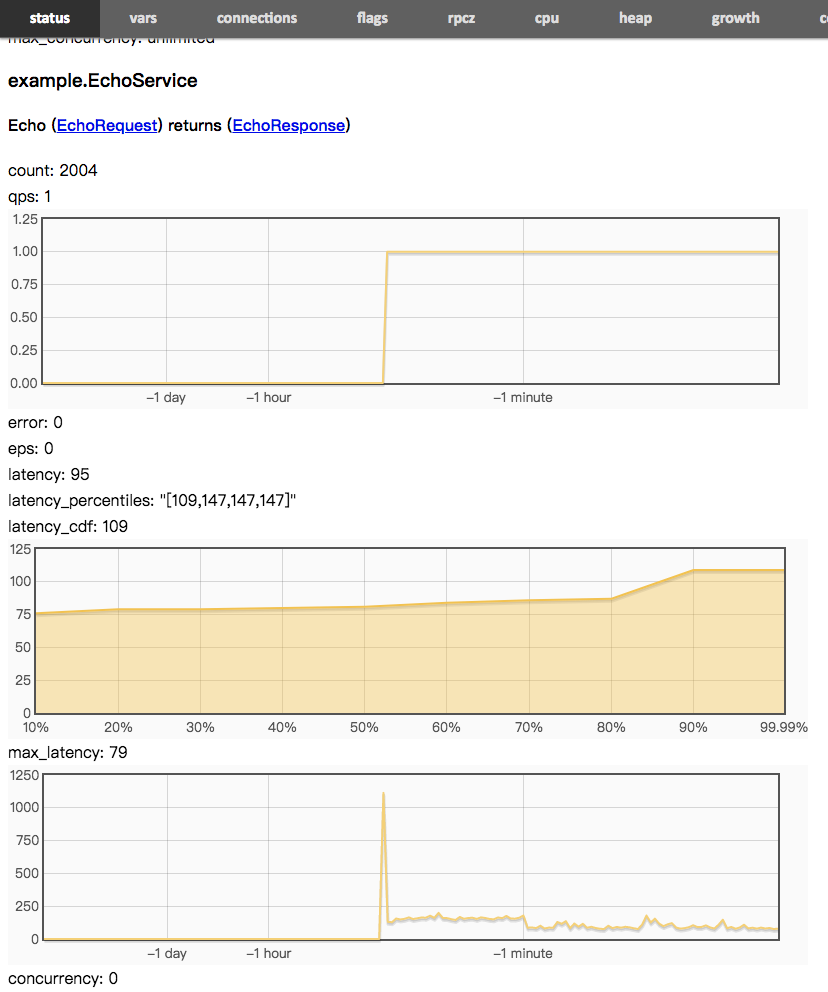 status vars connections flags rpcz cpu heap growth
max_concurrency: unlimited
example.EchoService
Echo (EchoRequest) returns (EchoResponse)
count: 2004
qps: 1
1.25
1.00
0.75
0.50
0.25
0.00
–1 day –1 hour –1 minute
error: 0
eps: 0
latency: 95
latency_percentiles: "[109,147,147,147]"
latency_cdf: 109
125
100
75
50
25
0
10% 20% 30% 40% 50% 60% 70% 80% 90% 99.99%
max_latency: 79
1250
1000
750
500
250
0
–1 day –1 hour –1 minute
concurrency: 0